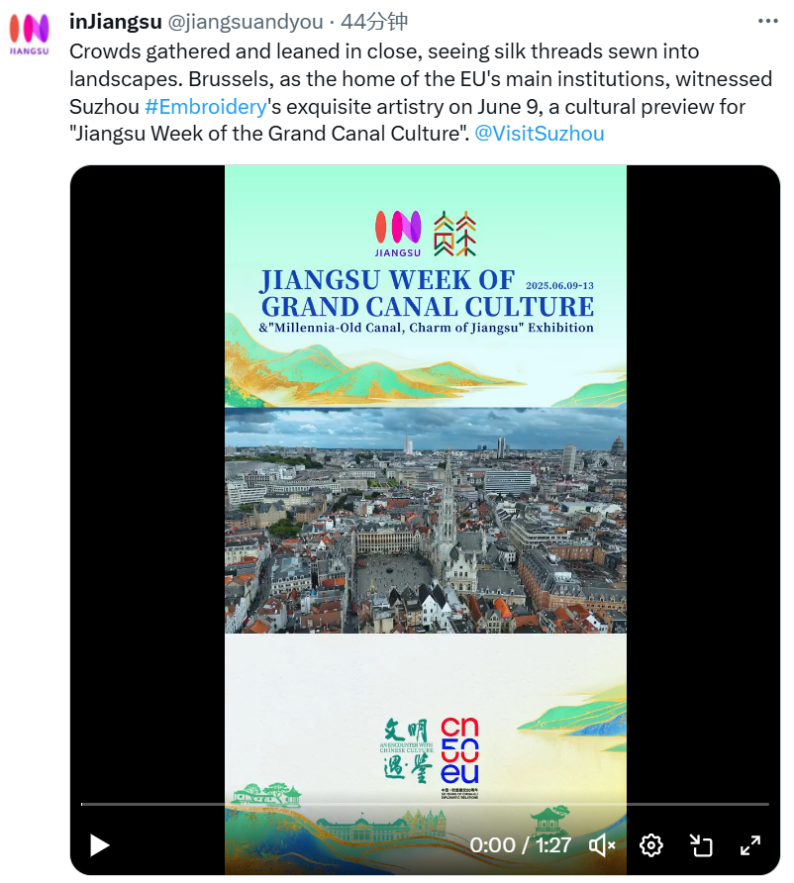 inJiangsu @jiangsuandyou · 44分钟
JIANGSU
Crowds gathered and leaned in close, seeing silk threads sewn into
landscapes. Brussels, as the home of the EU's main institutions, witnessed
Suzhou #Embroidery's exquisite artistry on June 9, a cultural preview for
"Jiangsu Week of the Grand Canal Culture". @VisitSuzhou
IN
JIANGSU
JIANGSU WEEK OF 2025.06.09-13
GRAND CANAL CULTURE
&"Millennia-Old Canal, Charm of Jiangsu" Exhibition
文明
AN ENCOUNTER WITH
CHINESE CULTURE
遇·鉴
cn
50
eu
0:00 / 1:27